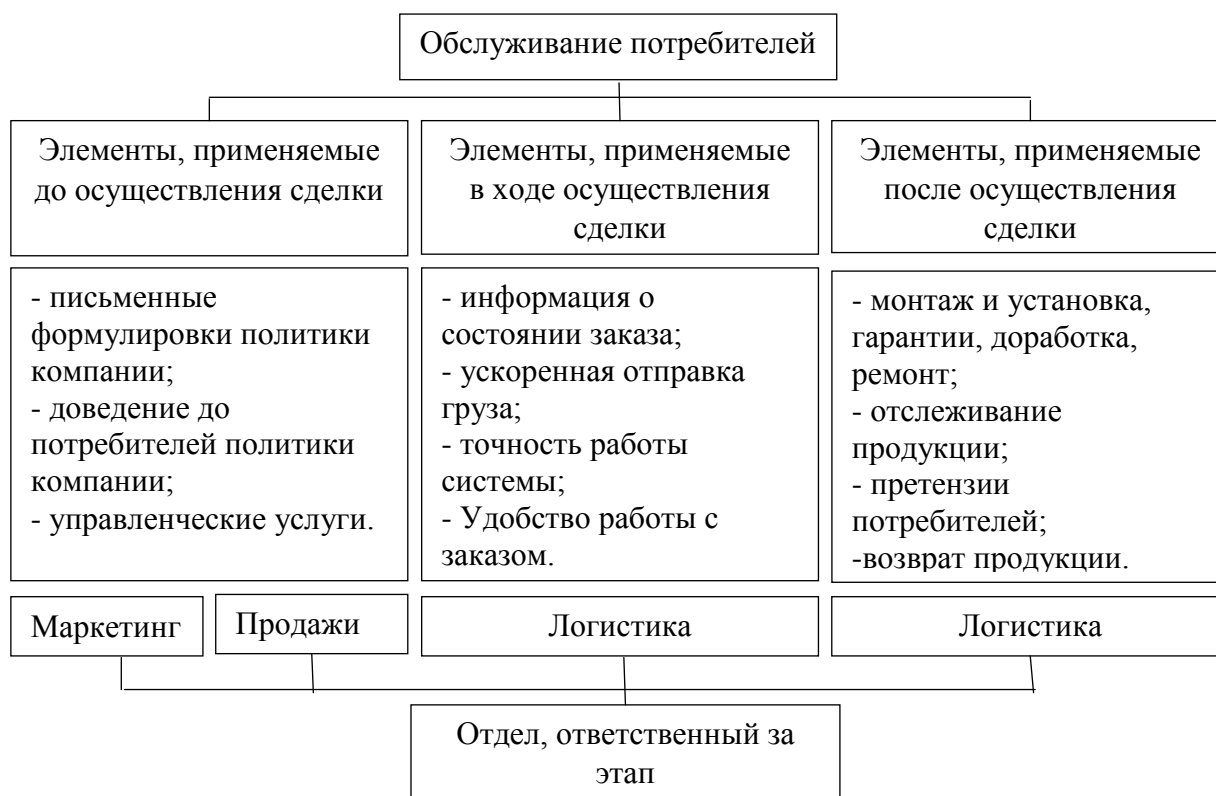 Обслуживание потребителей
Элементы, применяемые
до осуществления сделки
Элементы, применяемые
в ходе осуществления
сделки
Элементы, применяемые
после осуществления
сделки
- письменные
формулировки политики
компании;
- доведение до
потребителей политики
компании;
- управленческие услуги.
- информация о
состоянии заказа;
- ускоренная отправка
груза;
- точность работы
системы;
- Удобство работы с
заказом.
- монтаж и установка,
гарантии, доработка,
ремонт;
- отслеживание
продукции;
- претензии
потребителей;
-возврат продукции.
Маркетинг
Продажи
Логистика
Логистика
Отдел, ответственный за
этап